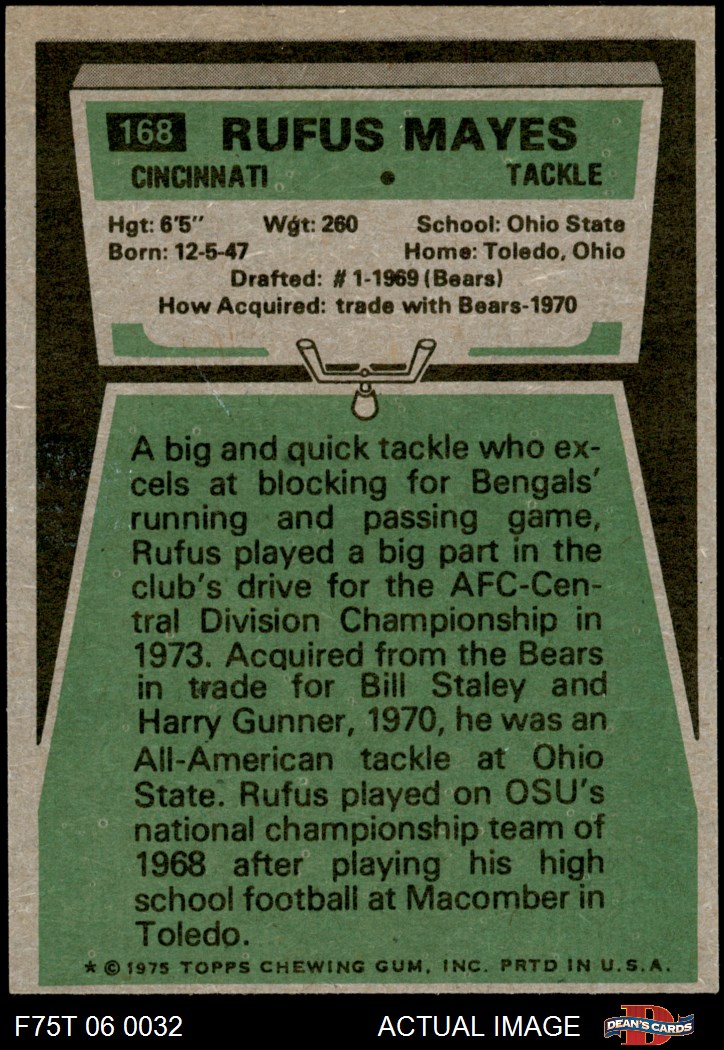 168 RUFUS MAYES
CINCINNATI • TACKLE
Hgt: 6'5" Wgt: 260 School: Ohio State
Born: 12-5-47 Home: Toledo, Ohio
Drafted: # 1-1969 (Bears)
How Acquired: trade with Bears-1970
A big and quick tackle who ex-
cels at blocking for Bengals'
running and passing game,
Rufus played a big part in the
club's drive for the AFC-Cen-
tral Division Championship in
1973. Acquired from the Bears
in trade for Bill Staley and
Harry Gunner, 1970, he was an
All-American tackle at Ohio
State. Rufus played on OSU's
national championship team of
1968 after playing his high
school football at Macomber in
Toledo.
* © 1975 TOPPS CHEWING GUM, INC. PRTD IN U.S.A.
F75T 06 0032 ACTUAL IMAGE D DEAN'S CARDS